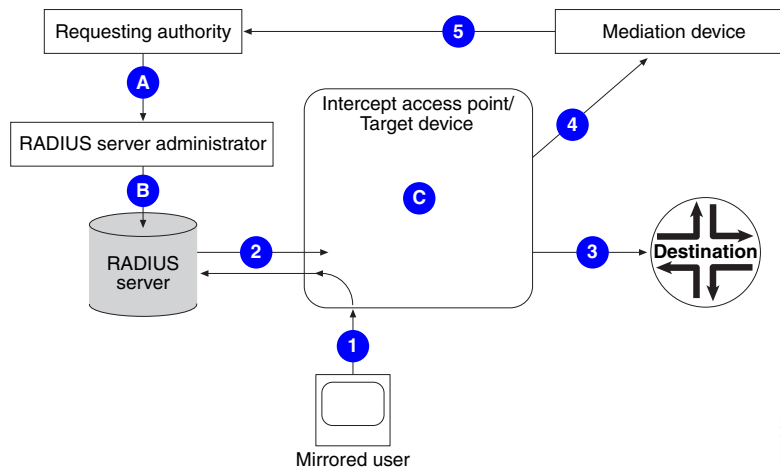 Requesting authority
5
Mediation device
A
Intercept access point/
Target device
4
RADIUS server administrator
B
C
RADIUS
server
2
3
Destination
1
Mirrored user